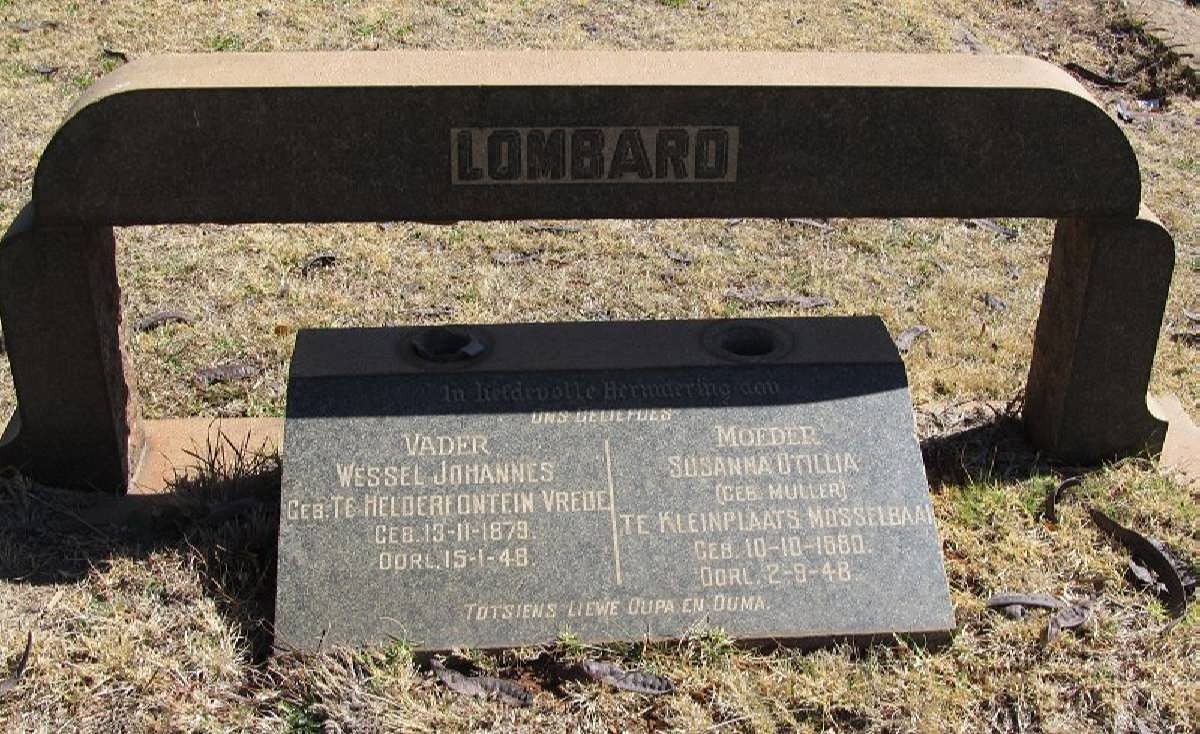 LOMBARD
In liefdevolle Herinnering aan
ONS GELIEFDES
VADER
WESSEL JOHANNES
GEB. TE HELDERFONTEIN VREDE
GEB. 13-11-1879.
OORL. 15-1-48.
MOEDER
SUSANNA OTILLIA
(GEB. MULLER)
TE KLEINPLAATS MOSSELBAAI
GEB. 10-10-1880.
OORL. 2-9-48.
TOTSIENS LIEWE OUPA EN OUMA.